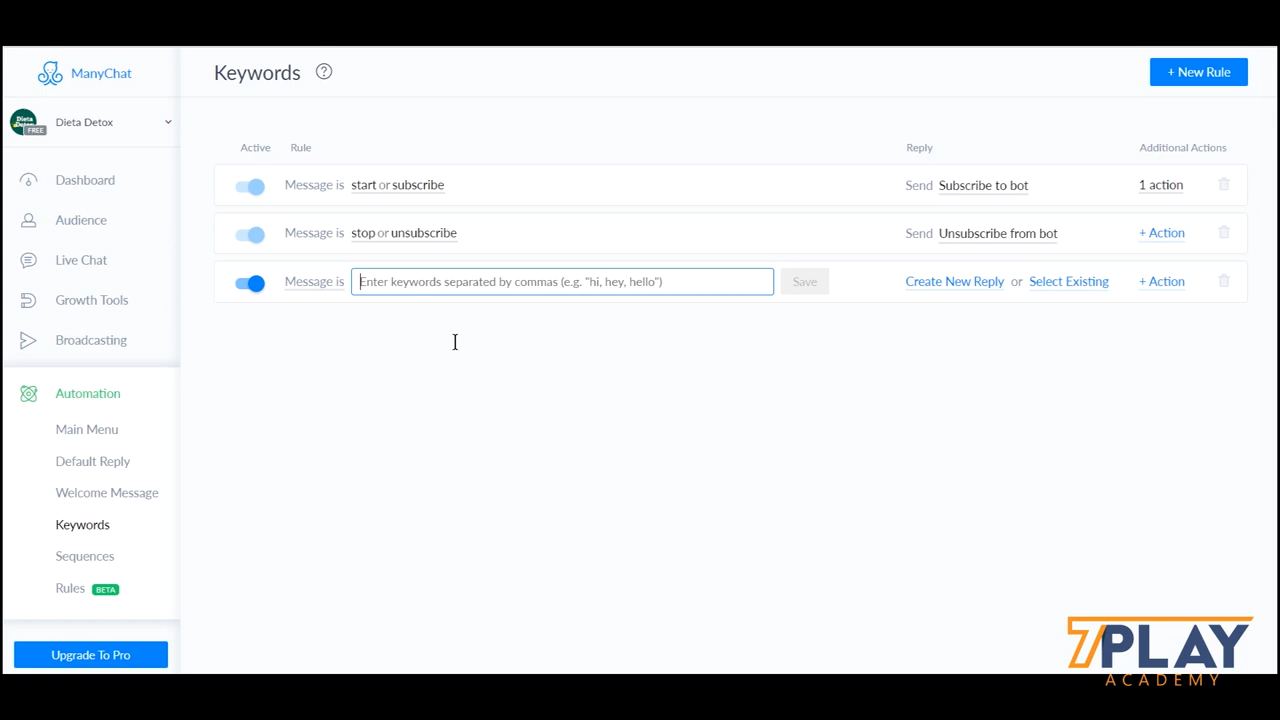 ManyChat
Keywords ?
+ New Rule
Dieta Detox
FREE
Dieta Detox
Active Rule Reply Additional Actions
Dashboard
Message is start or subscribe Send Subscribe to bot 1 action
Audience
Message is stop or unsubscribe Send Unsubscribe from bot + Action
Live Chat
Message is Enter keywords separated by commas (e.g. "hi, hey, hello") Save Create New Reply or Select Existing + Action
Growth Tools
Broadcasting
Automation
Main Menu
Default Reply
Welcome Message
Keywords
Sequences
Rules BETA
Upgrade To Pro
7PLAY
ACADEMY